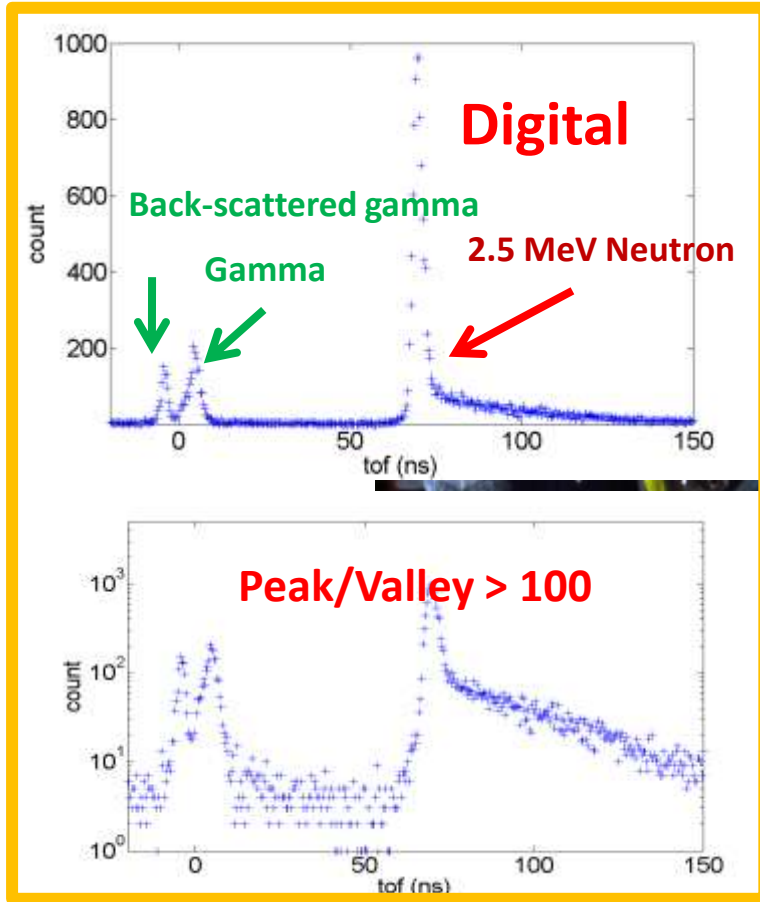 1000
Digital
800
Back-scattered gamma
600
count
2.5 MeV Neutron
Gamma
400
200
0 50 100 150
tof (ns)
Peak/Valley > 100
10³
10²
count
10¹
10⁰
0 50 100 150
tof (ns)